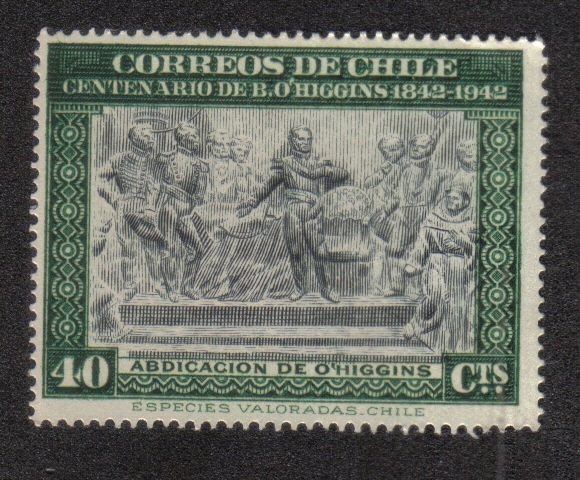 CORREOS DE CHILE
CENTENARIO DE B. O'HIGGINS 1842-1942
40 ABDICACION DE O'HIGGINS CTS
ESPECIES VALORADAS. CHILE